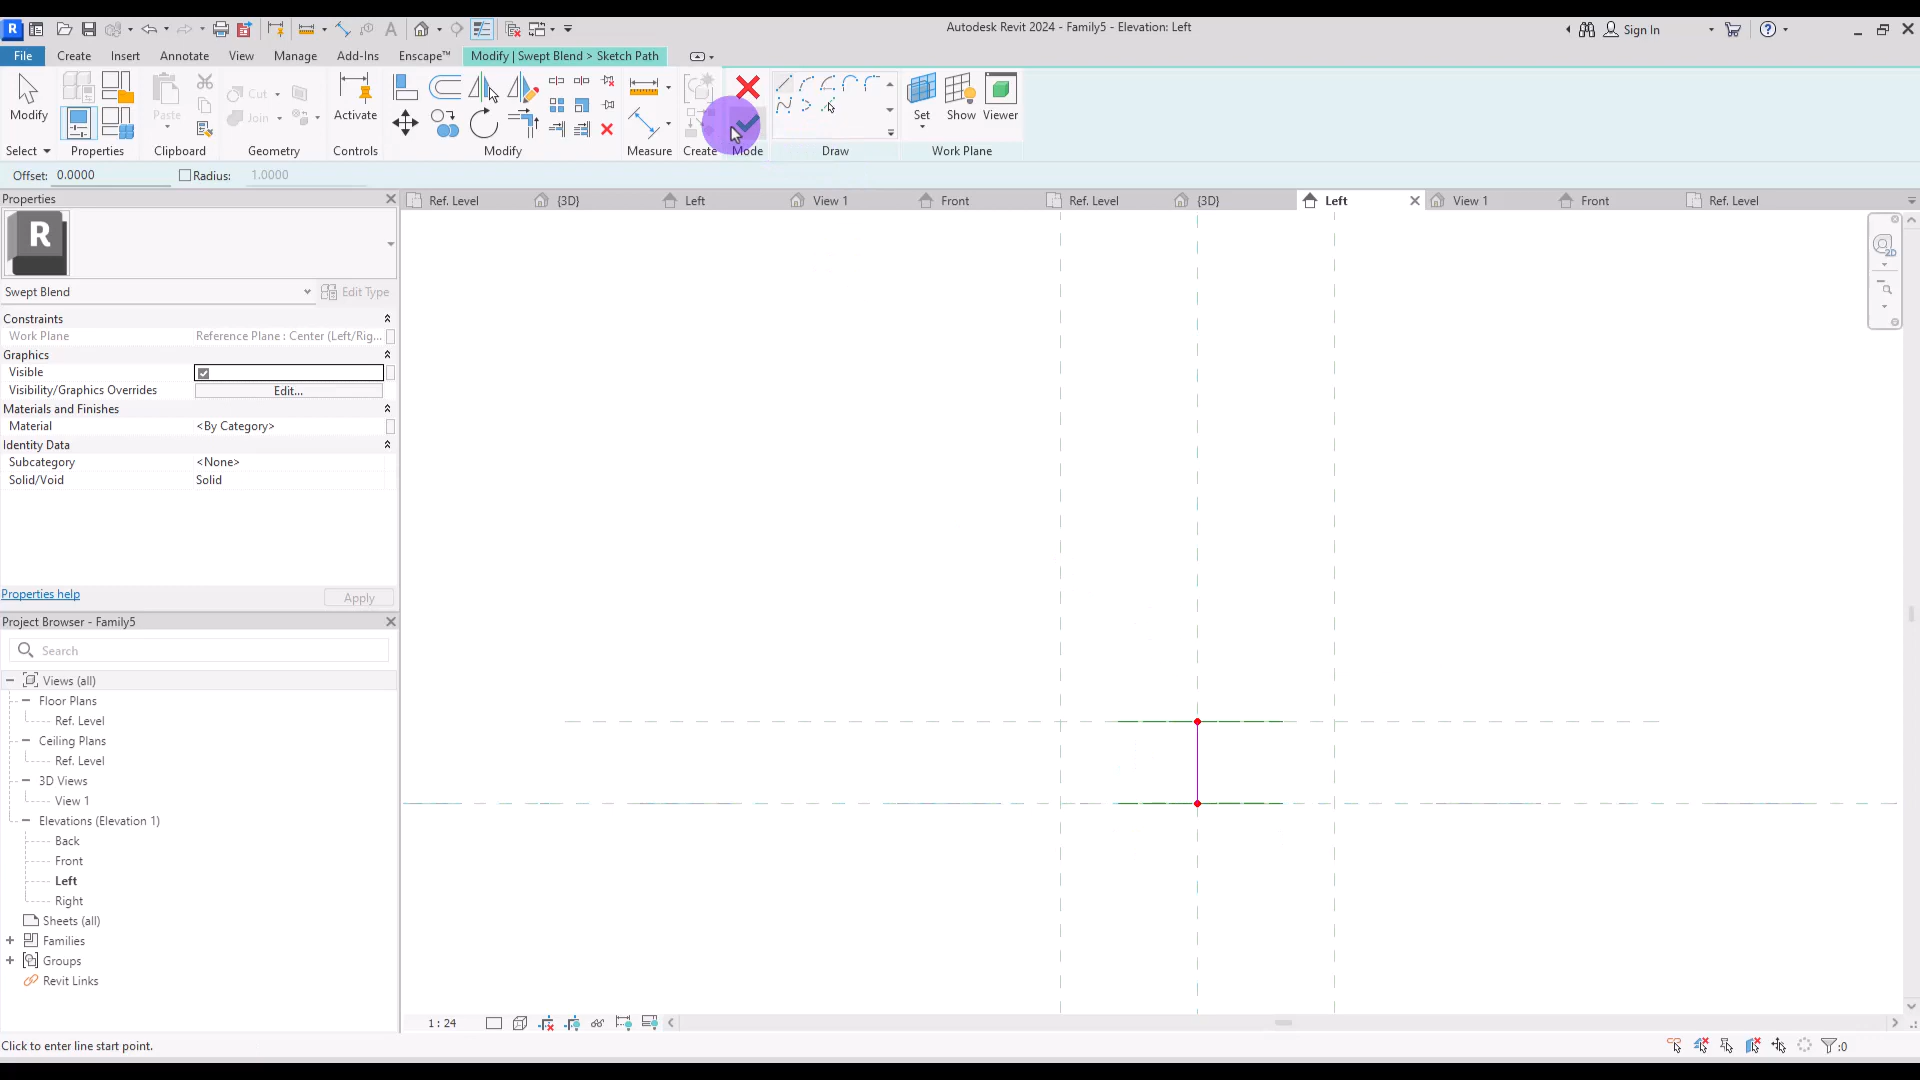 Autodesk Revit 2024 - Family5 - Elevation: Left
Sign In
File
Create
Insert
Annotate
View
Manage
Add-Ins
Enscape™
Modify | Swept Blend > Sketch Path
Modify
Paste
Cut
Join
Activate
Set
Show
Viewer
Select
Properties
Clipboard
Geometry
Controls
Modify
Measure
Create
Mode
Draw
Work Plane
Offset: 0.0000
Radius: 1.0000
Properties
R
Swept Blend
Edit Type
Constraints
Work Plane
Reference Plane : Center (Left/Rig...
Graphics
Visible
Visibility/Graphics Overrides
Edit...
Materials and Finishes
Material
<By Category>
Identity Data
Subcategory
<None>
Solid/Void
Solid
Properties help
Apply
Project Browser - Family5
Search
Views (all)
Floor Plans
Ref. Level
Ceiling Plans
Ref. Level
3D Views
View 1
Elevations (Elevation 1)
Back
Front
Left
Right
Sheets (all)
Families
Groups
Revit Links
Ref. Level
{3D}
Left
View 1
Front
Ref. Level
{3D}
Left
View 1
Front
Ref. Level
2D
1 : 24
Click to enter line start point.
:0